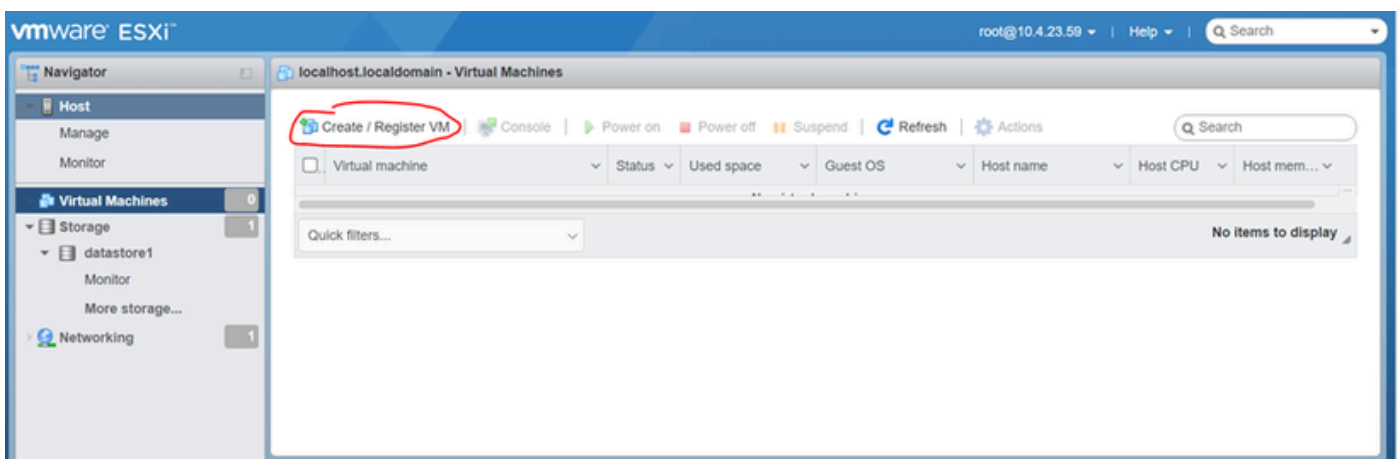 vmware ESXi™
root@10.4.23.59 | Help | Search
Navigator
localhost.localdomain - Virtual Machines
Host
Manage
Monitor
Virtual Machines 0
Storage 1
datastore1
Monitor
More storage...
Networking 1
Create / Register VM | Console | Power on Power off Suspend | Refresh | Actions Search
Virtual machine Status Used space Guest OS Host name Host CPU Host mem...
Quick filters... No items to display